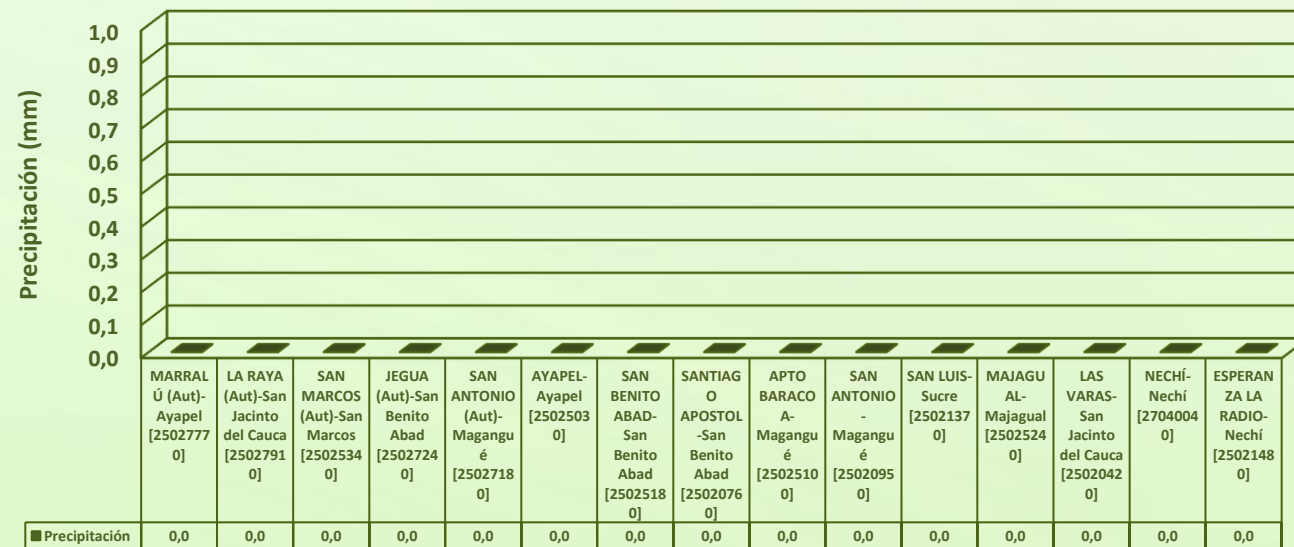 Precipitación (mm)
1,0
0,9
0,8
0,7
0,6
0,5
0,4
0,3
0,2
0,1
0,0
MARRAL
Ú (Aut)-
Ayapel
[2502777
0]
LA RAYA
(Aut)-San
Jacinto
del Cauca
[2502791
0]
SAN
MARCOS
(Aut)-San
Marcos
[2502534
0]
JEGUA
(Aut)-San
Benito
Abad
[2502724
0]
SAN
ANTONIO
(Aut)-
Magangu
é
[2502718
0]
AYAPEL-
Ayapel
[2502503
0]
SAN
BENITO
ABAD-
San
Benito
Abad
[2502518
0]
SANTIAG
O
APOSTOL
-San
Benito
Abad
[2502076
0]
APTO
BARACO
A-
Magangu
é
[2502510
0]
SAN
ANTONIO
-
Magangu
é
[2502095
0]
SAN LUIS-
Sucre
[2502137
0]
MAJAGU
AL-
Majagual
[2502524
0]
LAS
VARAS-
San
Jacinto
del Cauca
[2502042
0]
NECHÍ-
Nechí
[2704004
0]
ESPERAN
ZA LA
RADIO-
Nechí
[2502148
0]
Precipitación 0,0 0,0 0,0 0,0 0,0 0,0 0,0 0,0 0,0 0,0 0,0 0,0 0,0 0,0 0,0